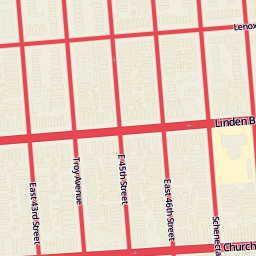 Lenox
Linden B
East 43rd Street
Troy Avenue
E 45th Street
East 46th Street
Schenecta
Church